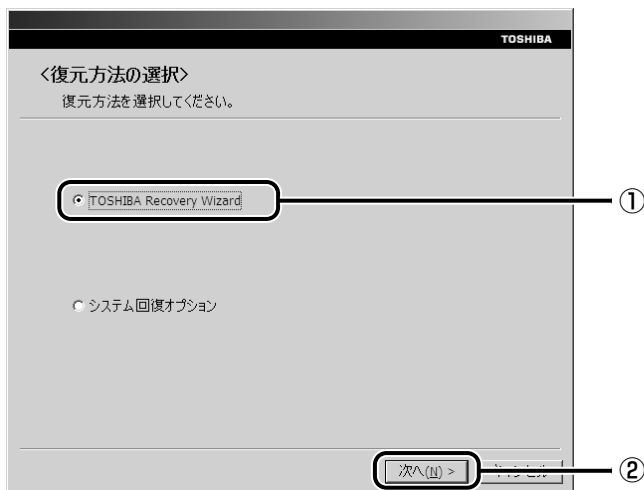 TOSHIBA
<復元方法の選択>
復元方法を選択してください。
TOSHIBA Recovery Wizard
①
システム回復オプション
次へ(N) >
②